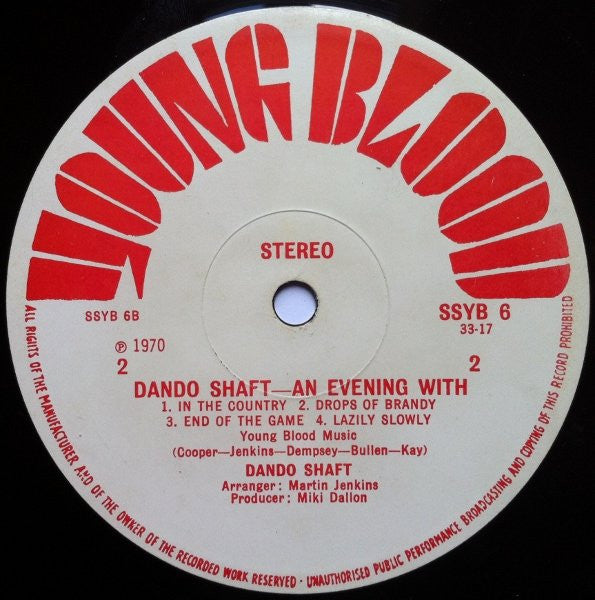 YOUNG BLOOD
STEREO
SSYB 6B
SSYB 6
33-17
℗ 1970
2
2
DANDO SHAFT—AN EVENING WITH
1. IN THE COUNTRY 2. DROPS OF BRANDY
3. END OF THE GAME 4. LAZILY SLOWLY
Young Blood Music
(Cooper—Jenkins—Dempsey—Bullen—Kay)
DANDO SHAFT
Arranger: Martin Jenkins
Producer: Miki Dallon
ALL RIGHTS OF THE MANUFACTURER AND OF THE OWNER OF THE RECORDED WORK RESERVED · UNAUTHORISED PUBLIC PERFORMANCE BROADCASTING AND COPYING OF THIS RECORD PROHIBITED